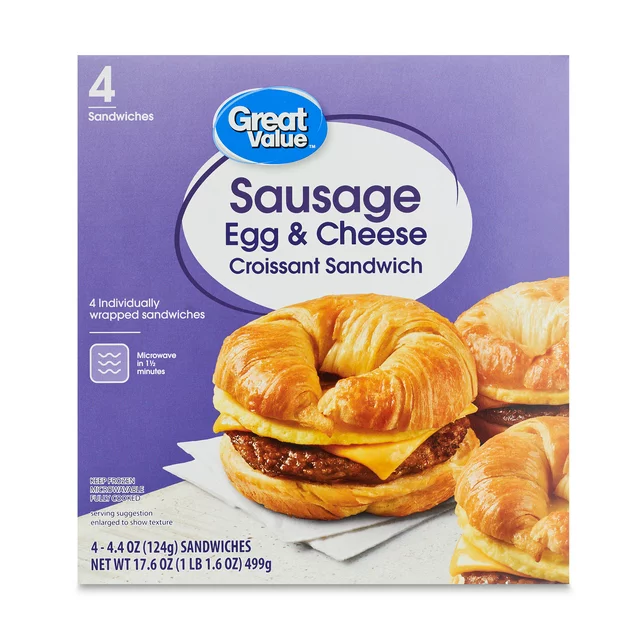 4
Sandwiches
Great
Value™
Sausage
Egg & Cheese
Croissant Sandwich
4 Individually
wrapped sandwiches
Microwave
in 1½
minutes
KEEP FROZEN
MICROWAVABLE
FULLY COOKED
serving suggestion
enlarged to show texture
4 - 4.4 OZ (124g) SANDWICHES
NET WT 17.6 OZ (1 LB 1.6 OZ) 499g